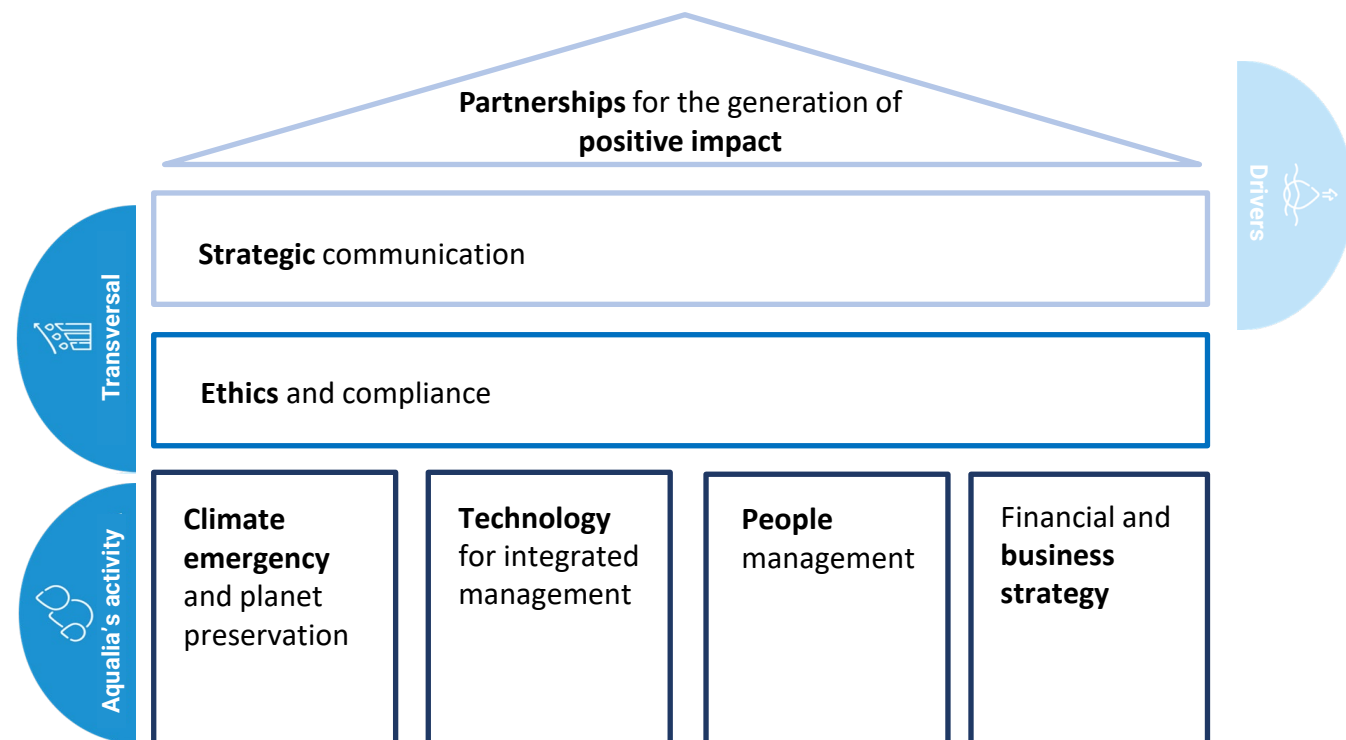 Partnerships for the generation of
positive impact
Drivers
Strategic communication
Transversal
Ethics and compliance
Aqualia's activity
Climate
emergency
and planet
preservation
Technology
for integrated
management
People
management
Financial and
business
strategy